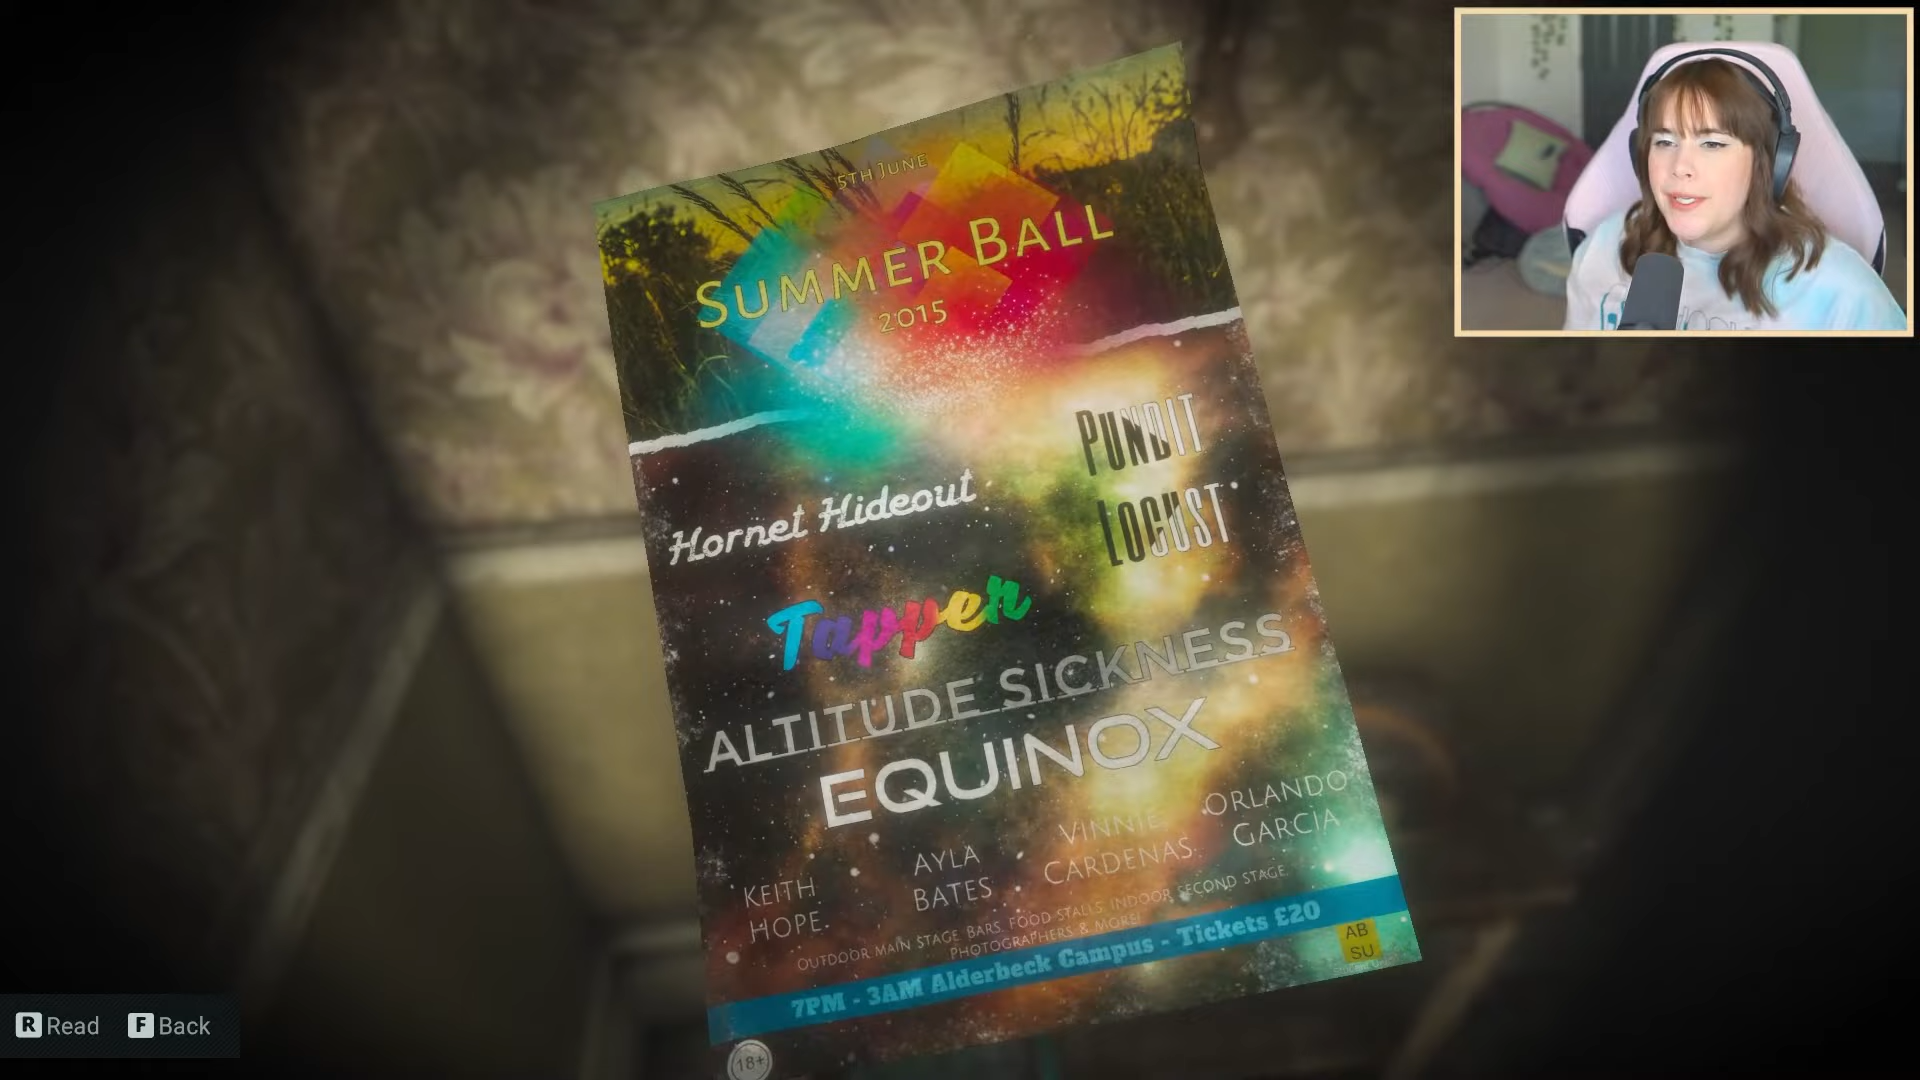 5TH JUNE
SUMMER BALL
2015
PUNDIT
LOCUST
Hornet Hideout
Tapper
ALTITUDE SICKNESS
EQUINOX
KEITH
HOPE
AYLA
BATES
VINNIE
CARDENAS
ORLANDO
GARCIA
OUTDOOR MAIN STAGE, BARS, FOOD STALLS, INDOOR SECOND STAGE,
PHOTOGRAPHERS & MORE!
7PM - 3AM Alderbeck Campus - Tickets £20
AB
SU
18+
R Read F Back